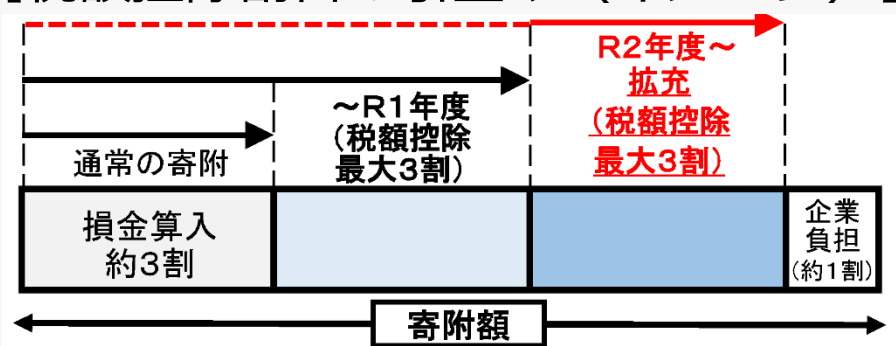 R2年度～
拡充
(税額控除
最大3割)
～R1年度
(税額控除
最大3割)
通常の寄附
損金算入
約3割
企業
負担
(約1割)
寄附額